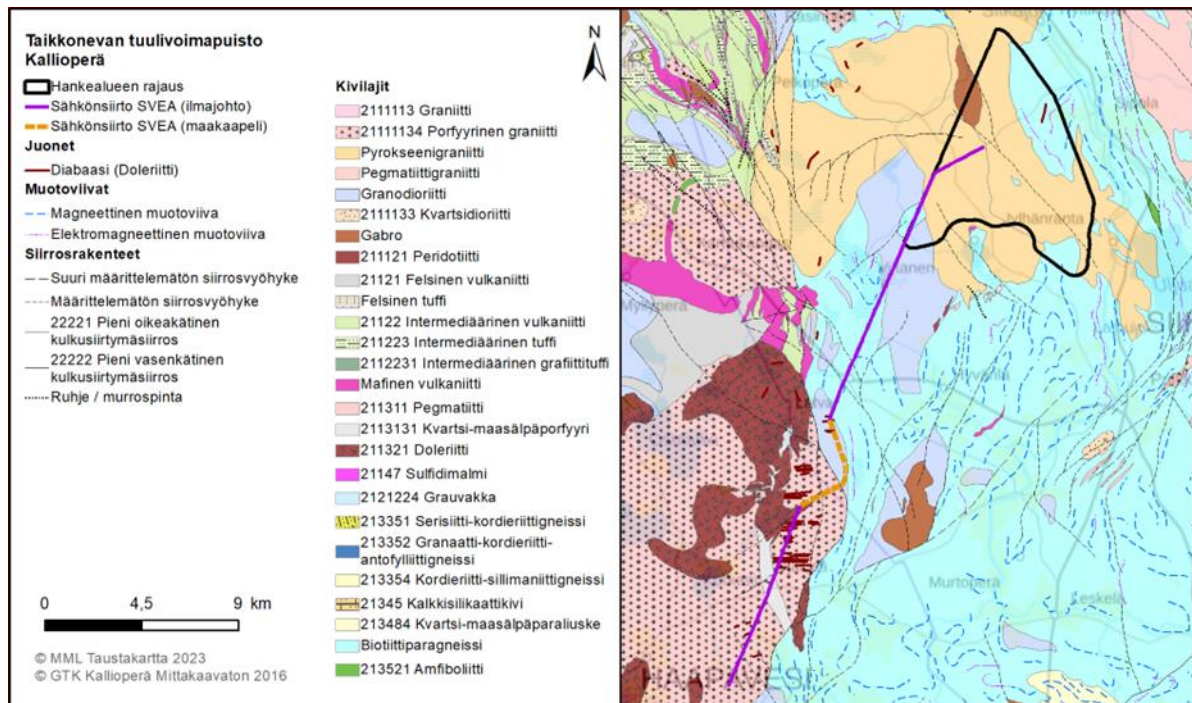 Taikkonevan tuulivoimapuisto
Kallioperä
Hankealueen rajaus
Sähkönsiirto SVEA (ilmajohto)
Sähkönsiirto SVEA (maakaapeli)
Juonet
Diabaasi (Doleriitti)
Muotoviivat
Magneettinen muotoviiva
Elektromagneettinen muotoviiva
Siirrosrakenteet
Suuri määrittelemätön siirrosvyöhyke
Määrittelemätön siirrosvyöhyke
22221 Pieni oikeakätinen
kulkusiirtymäsiirros
22222 Pieni vasenkätinen
kulkusiirtymäsiirros
Ruhje / murrospinta
0 4,5 9 km
© MML Taustakartta 2023
© GTK Kallioperä Mittakaavaton 2016
N
Kivilajit
2111113 Graniitti
21111134 Porfyyrinen graniitti
Pyrokseenigraniitti
Pegmatiittigraniitti
Granodioriitti
2111133 Kvartsidioriitti
Gabro
211121 Peridotiitti
21121 Felsinen vulkaniitti
Felsinen tuffi
21122 Intermediäärinen vulkaniitti
211223 Intermediäärinen tuffi
2112231 Intermediäärinen grafiittituffi
Mafinen vulkaniitti
211311 Pegmatiitti
2113131 Kvartsi-maasälpäporfyyri
211321 Doleriitti
21147 Sulfidimalmi
2121224 Grauvakka
213351 Serisiitti-kordieriittigneissi
213352 Granaatti-kordieriitti-
antofylliittigneissi
213354 Kordieriitti-sillimaniittigneissi
21345 Kalkkisilikaattikivi
213484 Kvartsi-maasälpäparaliuske
Biotiittiparagneissi
213521 Amfiboliitti
Pelkoperä
Murtoperä
Leskelä